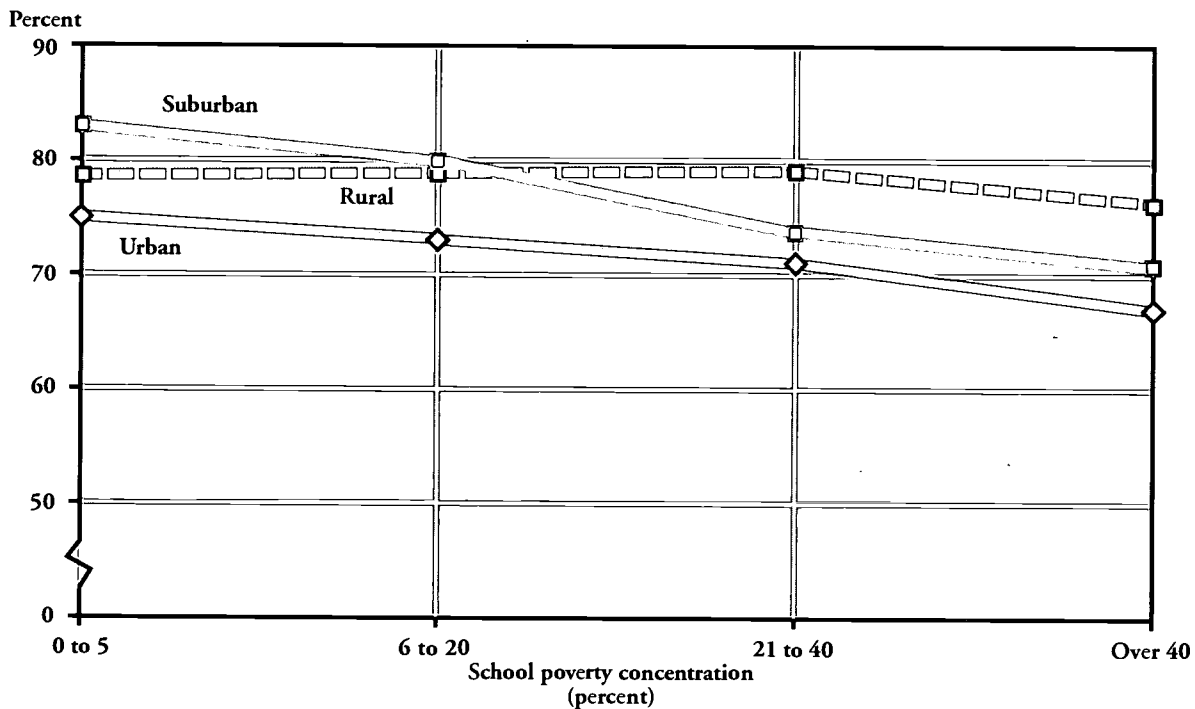 Percent
90
Suburban
80
Rural
Urban
70
60
50
0
0 to 5
6 to 20
21 to 40
Over 40
School poverty concentration
(percent)